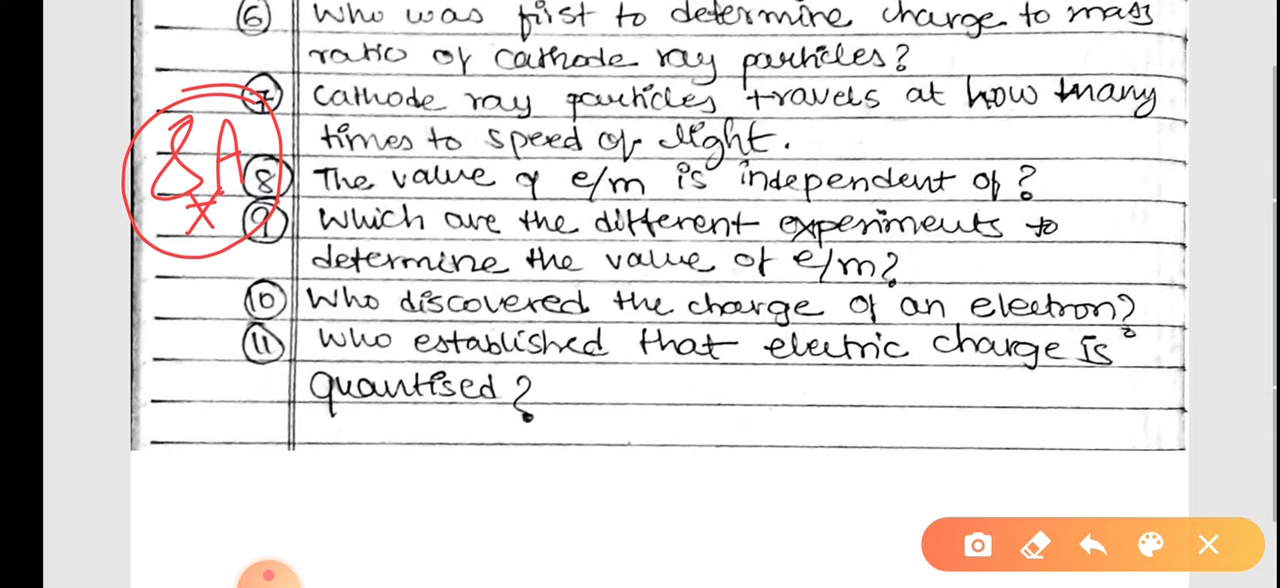 ⑥ Who was first to determine charge to mass
ratio of cathode ray particles?
⑦ Cathode ray particles travels at how many
times to speed of light.
⑧ The value of e/m is independent of?
⑨ Which are the different experiments to
determine the value of e/m?
⑩ Who discovered the charge of an electron?
⑪ Who established that electric charge is
quantised?